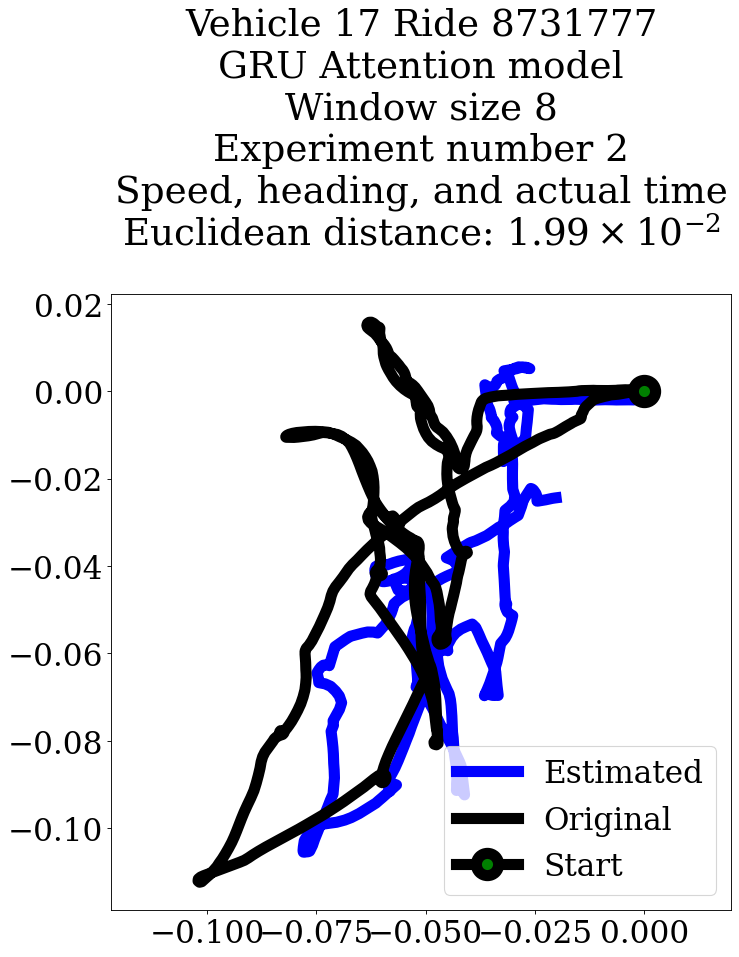 Vehicle 17 Ride 8731777
GRU Attention model
Window size 8
Experiment number 2
Speed, heading, and actual time
Euclidean distance: 1.99 × 10⁻²
0.02
0.00
−0.02
−0.04
−0.06
−0.08
−0.10
Estimated
Original
Start
−0.100 −0.075 −0.050 −0.025 0.000